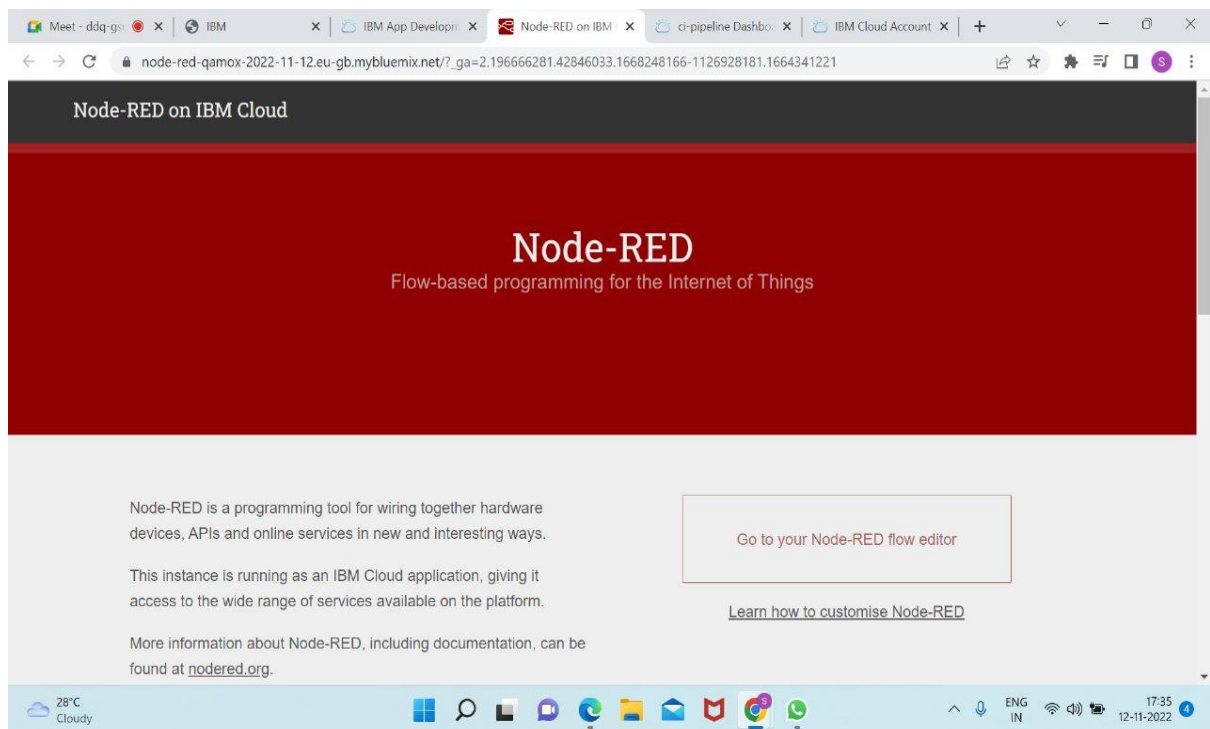 Meet - ddq-gs
IBM
IBM App Developm
Node-RED on IBM
ci-pipeline Dashbo
IBM Cloud Account
node-red-qamox-2022-11-12.eu-gb.mybluemix.net/?_ga=2.196666281.42846033.1668248166-1126928181.1664341221
S
Node-RED on IBM Cloud
Node-RED
Flow-based programming for the Internet of Things
Node-RED is a programming tool for wiring together hardware
devices, APIs and online services in new and interesting ways.
This instance is running as an IBM Cloud application, giving it
access to the wide range of services available on the platform.
More information about Node-RED, including documentation, can be
found at nodered.org.
Go to your Node-RED flow editor
Learn how to customise Node-RED
28°C
Cloudy
ENG
IN
17:35
12-11-2022
4